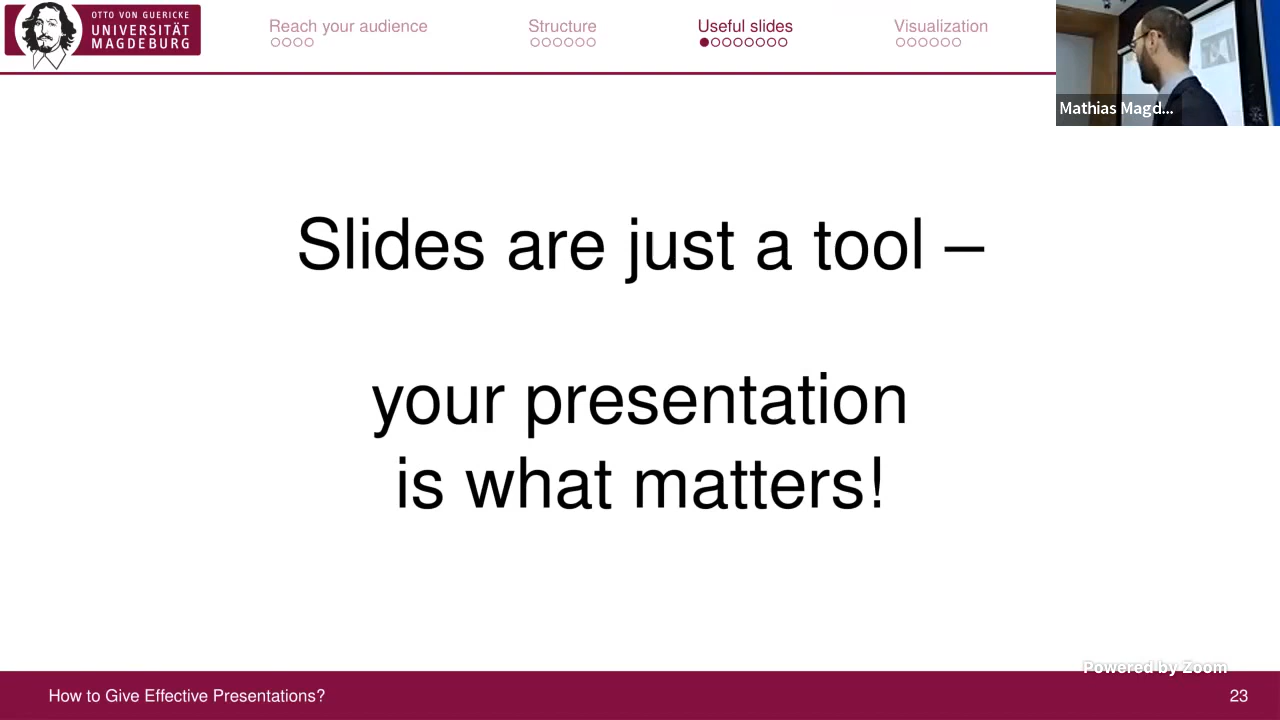 OTTO VON GUERICKE
UNIVERSITÄT
MAGDEBURG
Reach your audience
Structure
Useful slides
Visualization
Mathias Magd...
Slides are just a tool –
your presentation
is what matters!
Powered by Zoom
How to Give Effective Presentations?
23